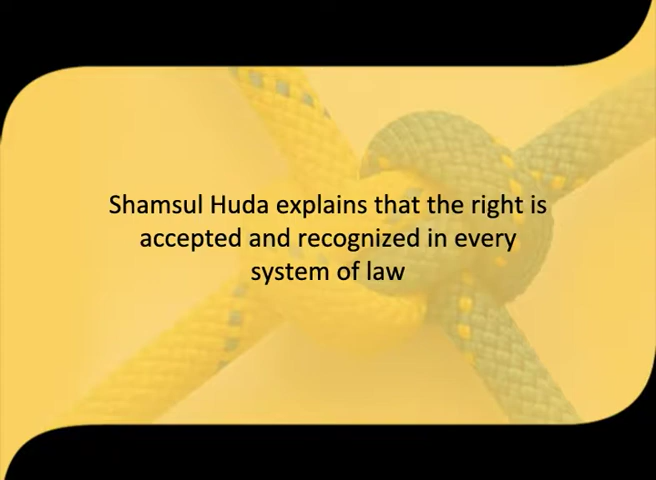 Shamsul Huda explains that the right is
accepted and recognized in every
system of law